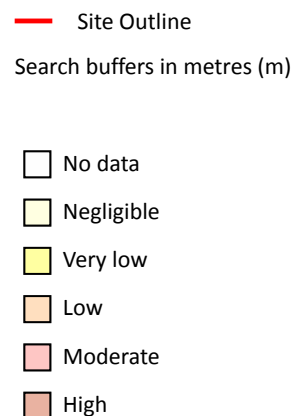 Site Outline
Search buffers in metres (m)
No data
Negligible
Very low
Low
Moderate
High